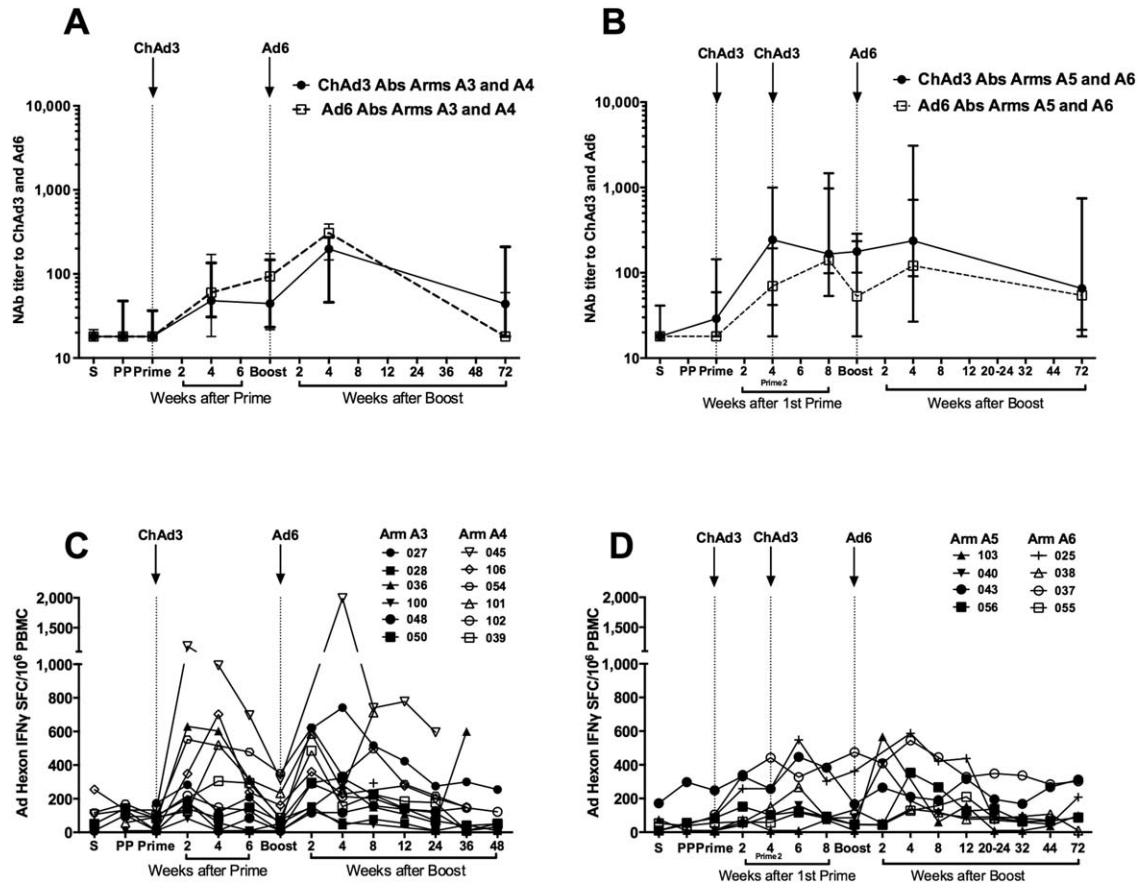 A
ChAd3
Ad6
ChAd3 Abs Arms A3 and A4
Ad6 Abs Arms A3 and A4
NAb titer to ChAd3 and Ad6
10,000
1,000
100
10
S PP Prime 2 4 6 Boost 2 4 8 12 24 36 48 72
Weeks after Prime
Weeks after Boost
B
ChAd3 ChAd3 Ad6
ChAd3 Abs Arms A5 and A6
Ad6 Abs Arms A5 and A6
NAb titer to ChAd3 and Ad6
10,000
1,000
100
10
S PP Prime 2 4 6 8 Boost 2 4 8 12 20-24 32 44 72
Prime 2
Weeks after 1st Prime
Weeks after Boost
C
ChAd3
Ad6
Arm A3 Arm A4
027 045
028 106
036 054
100 101
048 102
050 039
Ad Hexon IFNγ SFC/10⁶ PBMC
2,000
1,500
1,000
800
600
400
200
0
S PP Prime 2 4 6 Boost 2 4 8 12 24 36 48
Weeks after Prime
Weeks after Boost
D
ChAd3 ChAd3 Ad6
Arm A5 Arm A6
103 025
040 038
043 037
056 055
Ad Hexon IFNγ SFC/10⁶ PBMC
2,000
1,500
1,000
800
600
400
200
0
S PP Prime 2 4 6 8 Boost 2 4 8 12 20-24 32 44 72
Prime 2
Weeks after 1st Prime
Weeks after Boost